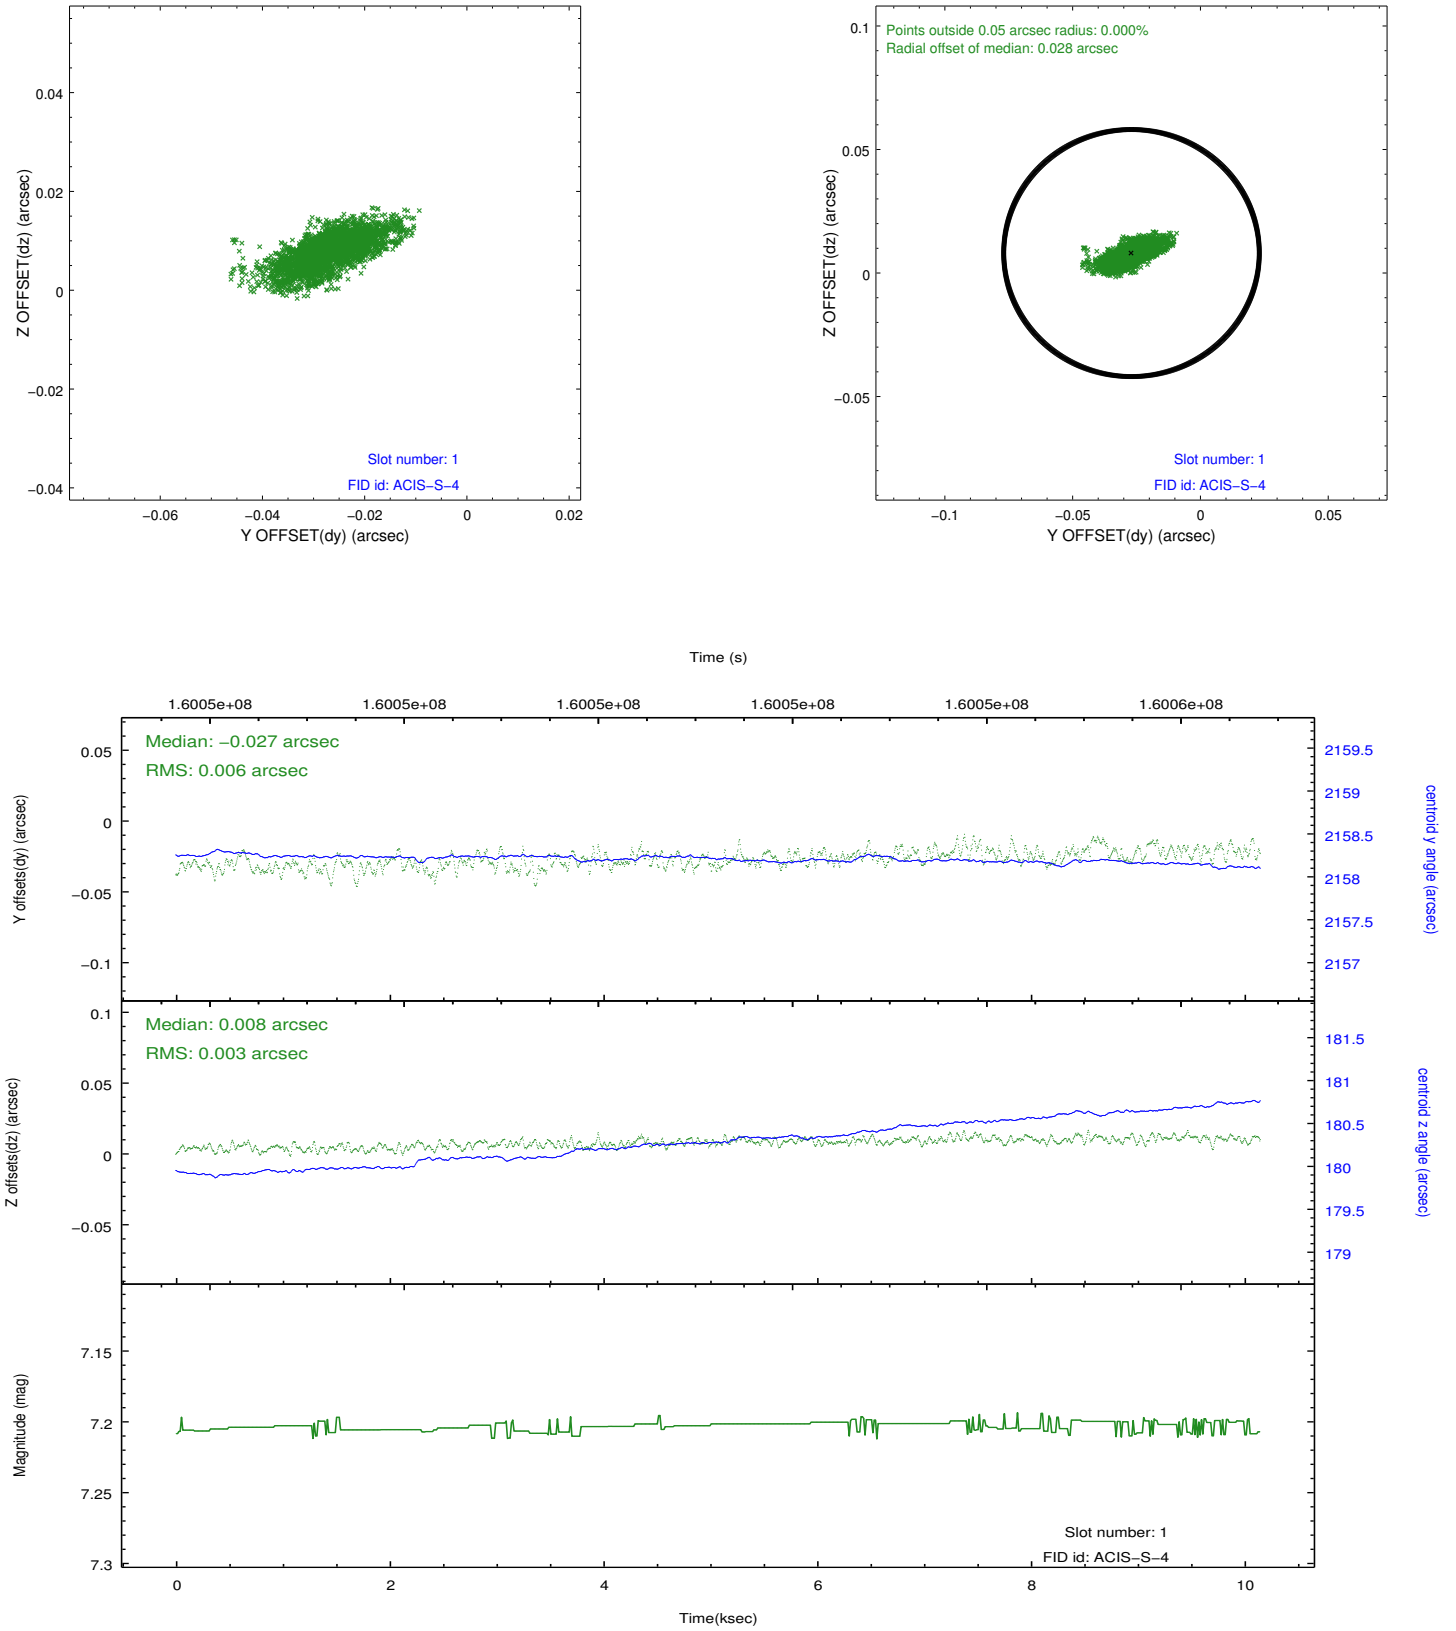 0.04
0.02
0
−0.02
−0.04
Z OFFSET(dz) (arcsec)
Slot number: 1
FID id: ACIS−S−4
−0.06
−0.04
−0.02
0
0.02
Y OFFSET(dy) (arcsec)
Points outside 0.05 arcsec radius: 0.000%
Radial offset of median: 0.028 arcsec
0.1
0.05
0
−0.05
Z OFFSET(dz) (arcsec)
Slot number: 1
FID id: ACIS−S−4
−0.1
−0.05
0
0.05
Y OFFSET(dy) (arcsec)
Time (s)
1.6005e+08
1.6005e+08
1.6005e+08
1.6005e+08
1.6005e+08
1.6006e+08
Median: −0.027 arcsec
RMS: 0.006 arcsec
0.05
0
−0.05
−0.1
Y offsets(dy) (arcsec)
2159.5
2159
2158.5
2158
2157.5
2157
centroid y angle (arcsec)
Median: 0.008 arcsec
RMS: 0.003 arcsec
0.1
0.05
0
−0.05
Z offsets(dz) (arcsec)
181.5
181
180.5
180
179.5
179
centroid z angle (arcsec)
7.15
7.2
7.25
7.3
Magnitude (mag)
Slot number: 1
FID id: ACIS−S−4
0
2
4
6
8
10
Time(ksec)